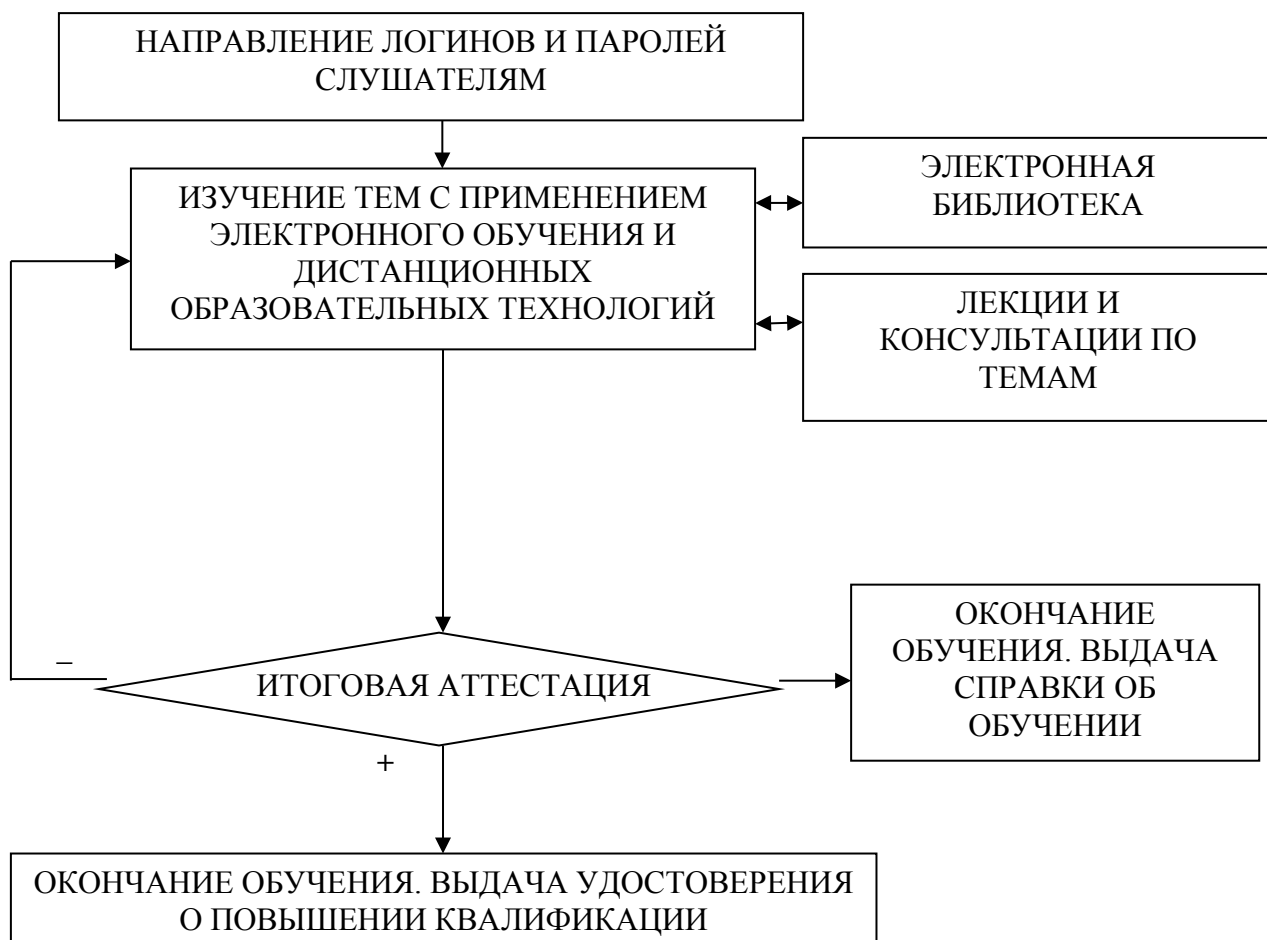 НАПРАВЛЕНИЕ ЛОГИНОВ И ПАРОЛЕЙ
СЛУШАТЕЛЯМ
ИЗУЧЕНИЕ ТЕМ С ПРИМЕНЕНИЕМ
ЭЛЕКТРОННОГО ОБУЧЕНИЯ И
ДИСТАНЦИОННЫХ
ОБРАЗОВАТЕЛЬНЫХ ТЕХНОЛОГИЙ
ЭЛЕКТРОННАЯ
БИБЛИОТЕКА
ЛЕКЦИИ И
КОНСУЛЬТАЦИИ ПО
ТЕМАМ
–
ИТОГОВАЯ АТТЕСТАЦИЯ
+
ОКОНЧАНИЕ
ОБУЧЕНИЯ. ВЫДАЧА
СПРАВКИ ОБ
ОБУЧЕНИИ
ОКОНЧАНИЕ ОБУЧЕНИЯ. ВЫДАЧА УДОСТОВЕРЕНИЯ
О ПОВЫШЕНИИ КВАЛИФИКАЦИИ